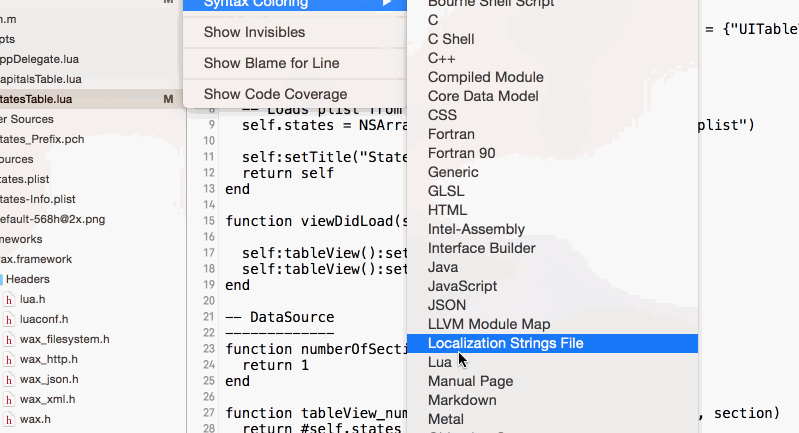 Syntax Coloring
Show Invisibles
Show Blame for Line
Show Code Coverage
Bourne Shell Script
C
C Shell
C++
Compiled Module
Core Data Model
CSS
Fortran
Fortran 90
Generic
GLSL
HTML
Intel-Assembly
Interface Builder
Java
JavaScript
JSON
LLVM Module Map
Localization Strings File
Lua
Manual Page
Markdown
Metal
n.m
pts
ppDelegate.lua
apitalsTable.lua
tatesTable.lua M
er Sources
tates_Prefix.pch
ources
tates.plist
tates-Info.plist
efault-568h@2x.png
meworks
vax.framework
Headers
h lua.h
h luaconf.h
h wax_filesystem.h
h wax_http.h
h wax_json.h
h wax_xml.h
h wax.h
= {"UITable
8 -- Loads plist from
9 self.states = NSArra plist")
10
11 self:setTitle("State
12 return self
13 end
14
15 function viewDidLoad(s
16
17 self:tableView():set
18 self:tableView():set
19 end
20
21 -- DataSource
22 -------------
23 function numberOfSecti
24 return 1
25 end
26
27 function tableView_num , section)
28 return #self.states